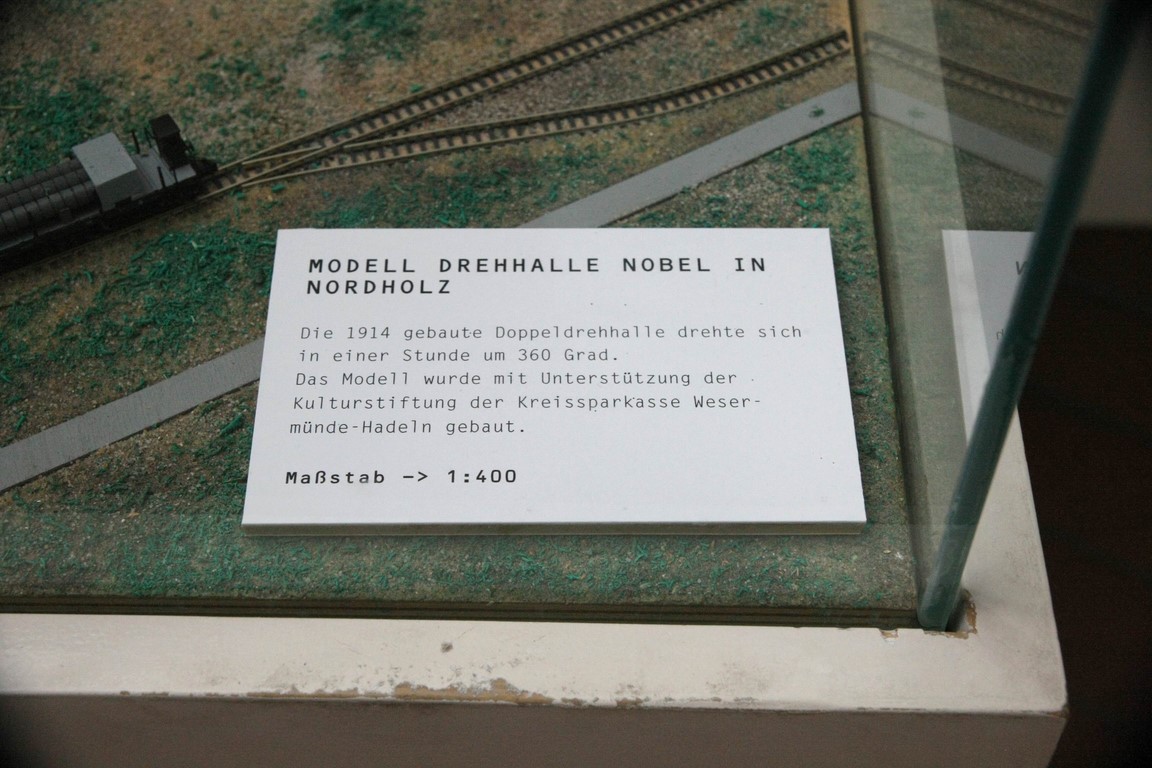 MODELL DREHHALLE NOBEL IN
NORDHOLZ
Die 1914 gebaute Doppeldrehhalle drehte sich
in einer Stunde um 360 Grad.
Das Modell wurde mit Unterstützung der
Kulturstiftung der Kreissparkasse Weser-
münde-Hadeln gebaut.
Maßstab —> 1:400